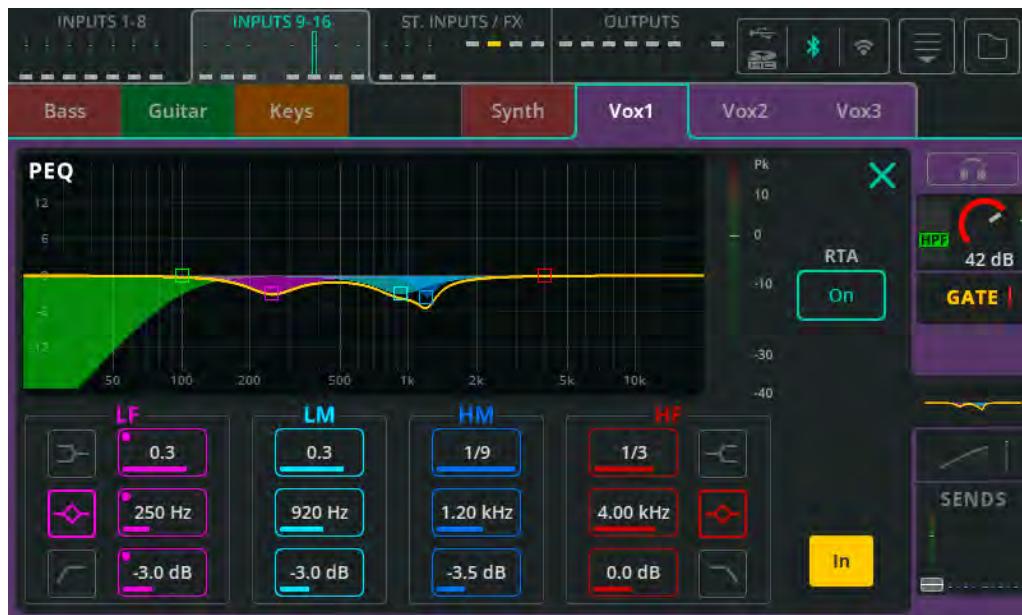 INPUTS 1-8 INPUTS 9-16 ST. INPUTS / FX OUTPUTS
Bass Guitar Keys Synth Vox1 Vox2 Vox3
PEQ
Pk
12
10
6
0
0
HPF
42 dB
RTA
-6
-10
On
GATE
-12
-30
50 100 200 500 1k 2k 5k 10k
-40
LF LM HM HF
0.3 0.3 1/9 1/3
250 Hz 920 Hz 1.20 kHz 4.00 kHz
SENDS
-3.0 dB -3.0 dB -3.5 dB 0.0 dB
In